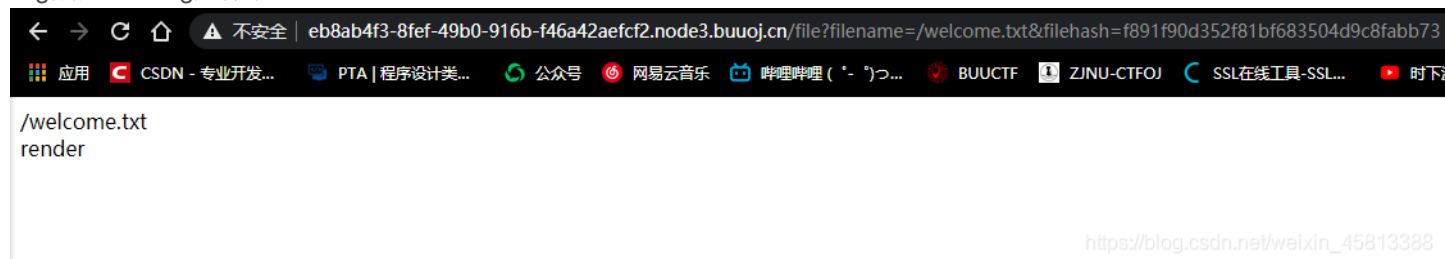 不安全 | eb8ab4f3-8fef-49b0-916b-f46a42aefcf2.node3.buuoj.cn/file?filename=/welcome.txt&filehash=f891f90d352f81bf683504d9c8fabb73
应用 CSDN - 专业开发... PTA | 程序设计类... 公众号 网易云音乐 哔哩哔哩 ( ゜- ゜)つ... BUUCTF ZJNU-CTFOJ SSL在线工具-SSL... 时下
/welcome.txt
render
https://blog.csdn.net/weixin_45813388